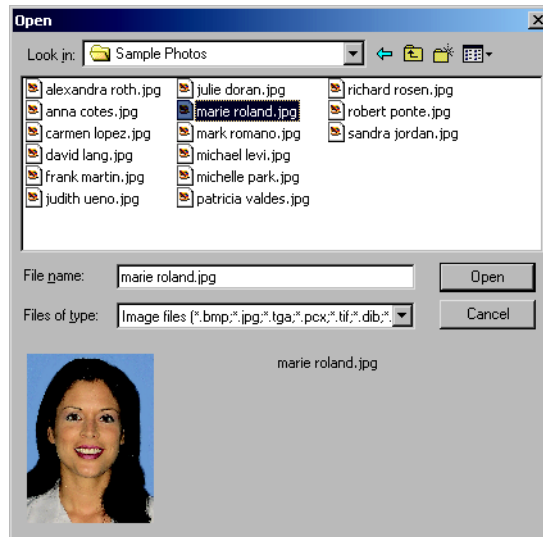 Open
Look in: Sample Photos
alexandra roth.jpg julie doran.jpg richard rosen.jpg
anna cotes.jpg marie roland.jpg robert ponte.jpg
carmen lopez.jpg mark romano.jpg sandra jordan.jpg
david lang.jpg michael levi.jpg
frank martin.jpg michelle park.jpg
judith ueno.jpg patricia valdes.jpg
File name: marie roland.jpg Open
Files of type: Image files (*.bmp;*.jpg;*.tga;*.pcx;*.tif;*.dib;*. Cancel
marie roland.jpg